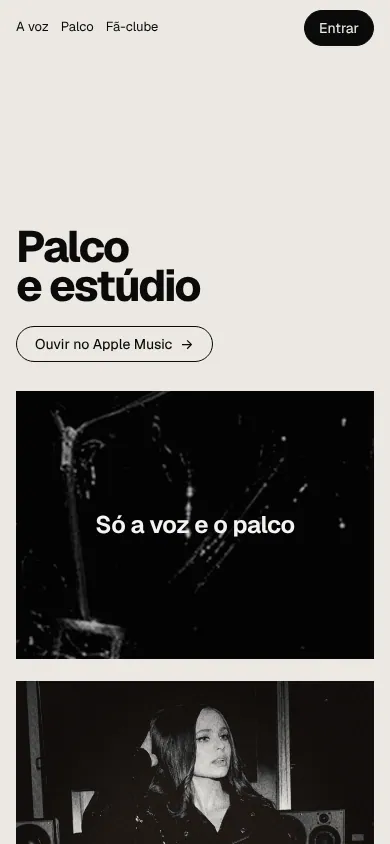 A voz Palco Fã-clube Entrar
Palco
e estúdio
Ouvir no Apple Music →
Só a voz e o palco